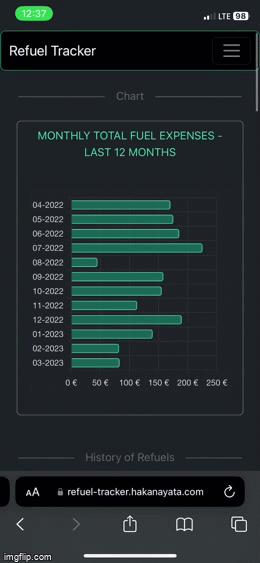 12:37
LTE 98
Refuel Tracker
Chart
MONTHLY TOTAL FUEL EXPENSES -
LAST 12 MONTHS
04-2022
05-2022
06-2022
07-2022
08-2022
09-2022
10-2022
11-2022
12-2022
01-2023
02-2023
03-2023
0 € 50 € 100 € 150 € 200 € 250 €
History of Refuels
AA refuel-tracker.hakanayata.com
imgflip.com